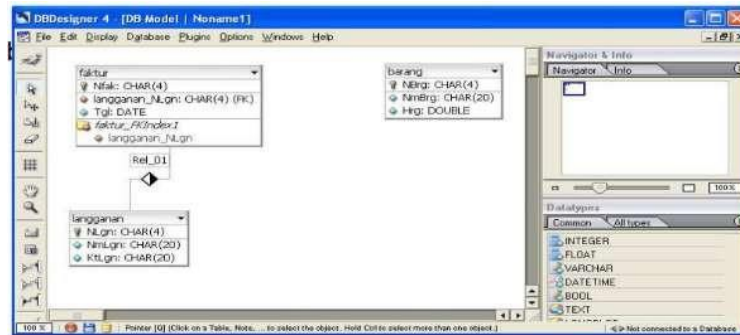 DBDesigner 4 - [DB Model | Noname1]
File Edit Display Database Plugins Options Windows Help
faktur
Nfak: CHAR(4)
langganan_NLgn: CHAR(4) (FK)
Tgl: DATE
faktur_FKIndex1
langganan_NLgn
Rel_01
langganan
NLgn: CHAR(4)
NmLgn: CHAR(20)
KtLgn: CHAR(20)
barang
NBrg: CHAR(4)
NmBrg: CHAR(20)
Hrg: DOUBLE
Navigator & Info
Navigator Info
100 %
Datatypes
Common All types
INTEGER
FLOAT
VARCHAR
DATETIME
BOOL
TEXT
100 % Pointer [Q] (Click on a Table, Note, ... to select the object. Hold Ctrl to select more than one object.) Not connected to a Database